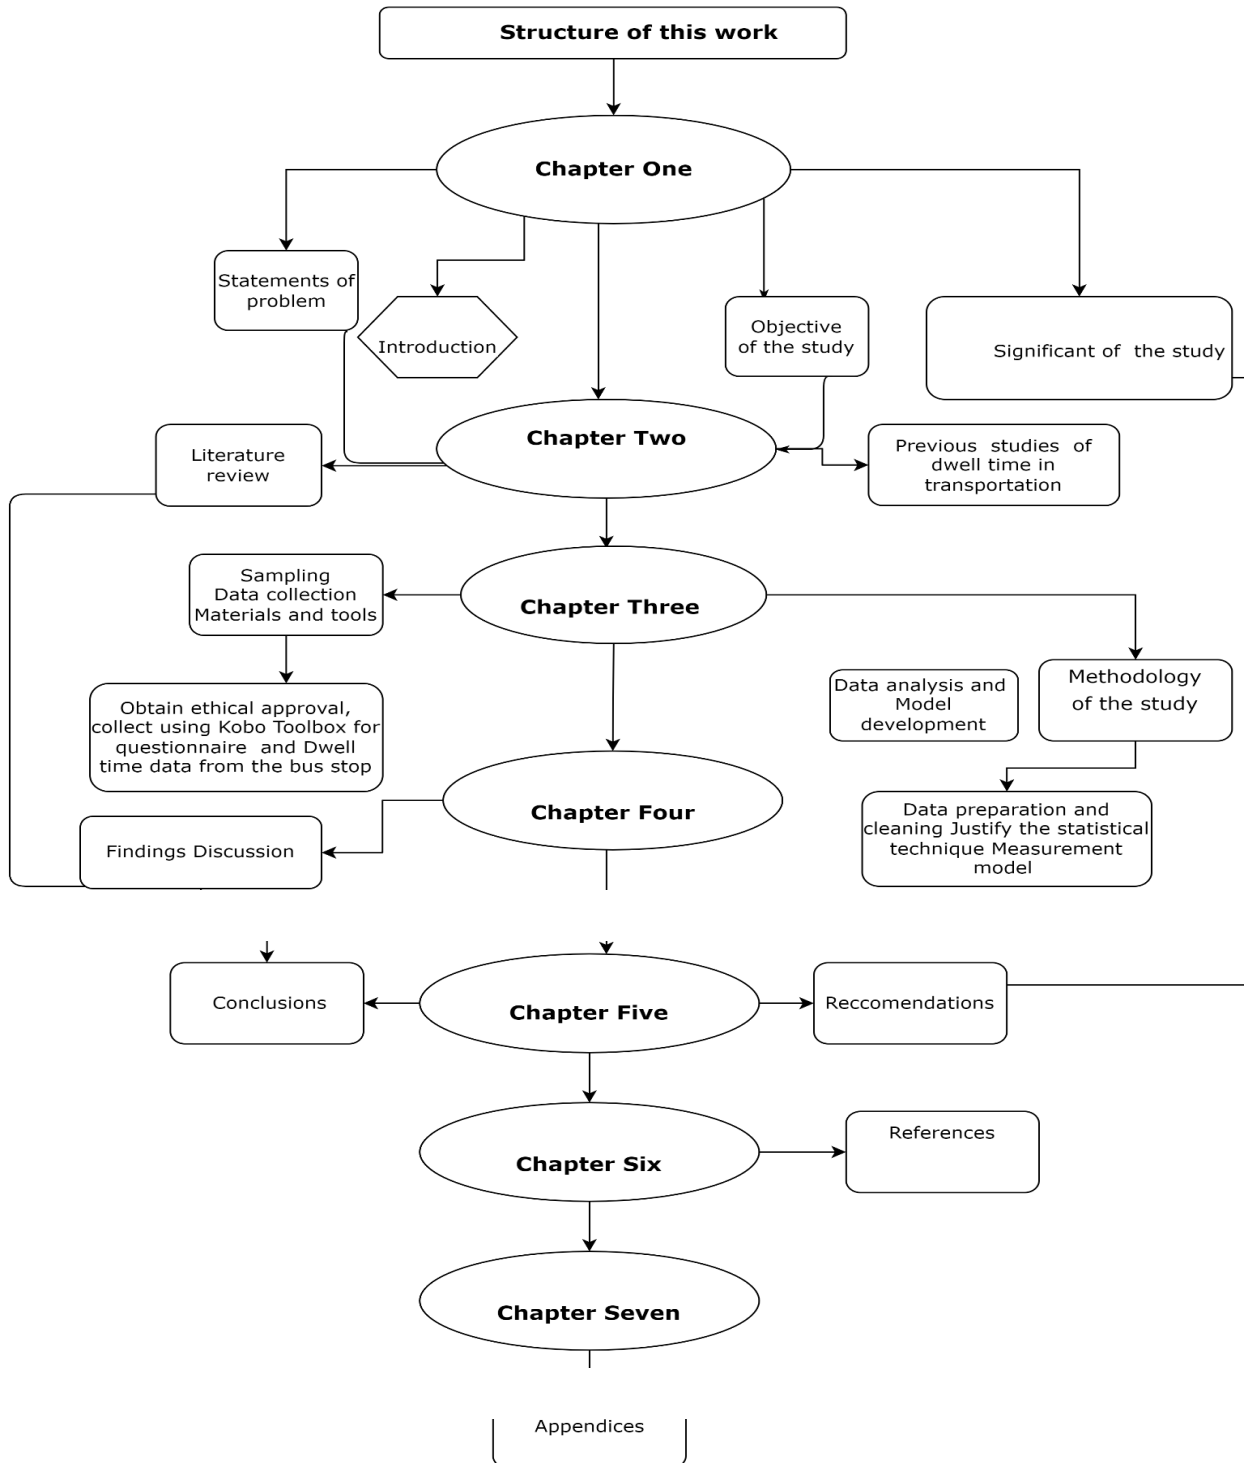 Structure of this work
Chapter One
Statements of
problem
Introduction
Objective
of the study
Significant of  the study
Chapter Two
Literature
review
Previous  studies  of
dwell time in
transportation
Sampling
Data collection
Materials and tools
Chapter Three
Obtain ethical approval,
collect using Kobo Toolbox for
questionnaire  and Dwell
time data from the bus stop
Data analysis and
Model
development
Methodology
of the study
Chapter Four
Data preparation and
cleaning Justify the statistical
technique Measurement
model
Findings Discussion
Conclusions
Chapter Five
Reccomendations
References
Chapter Six
Chapter Seven
Appendices